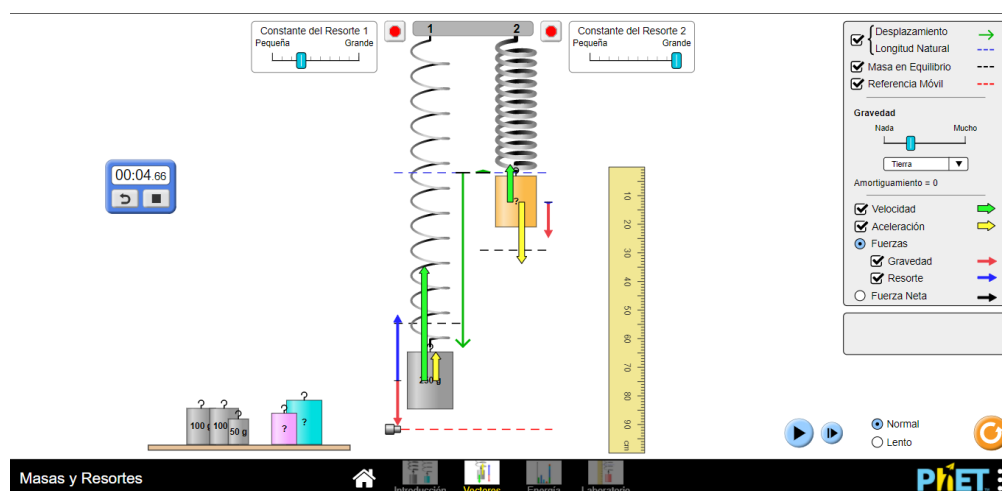 Constante del Resorte 1
Pequeña Grande
1
2
Constante del Resorte 2
Pequeña Grande
Desplazamiento
Longitud Natural
Masa en Equilibrio
Referencia Móvil
Gravedad
Nada Mucho
Tierra
Amortiguamiento = 0
Velocidad
Aceleración
Fuerzas
Gravedad
Resorte
Fuerza Neta
00:04.66
?
10
20
30
40
50
60
70
80
90
cm
100 g
100
50 g
?
?
Normal
Lento
Masas y Resortes
Introducción
Vectores
Energía
Laboratorio
PhET